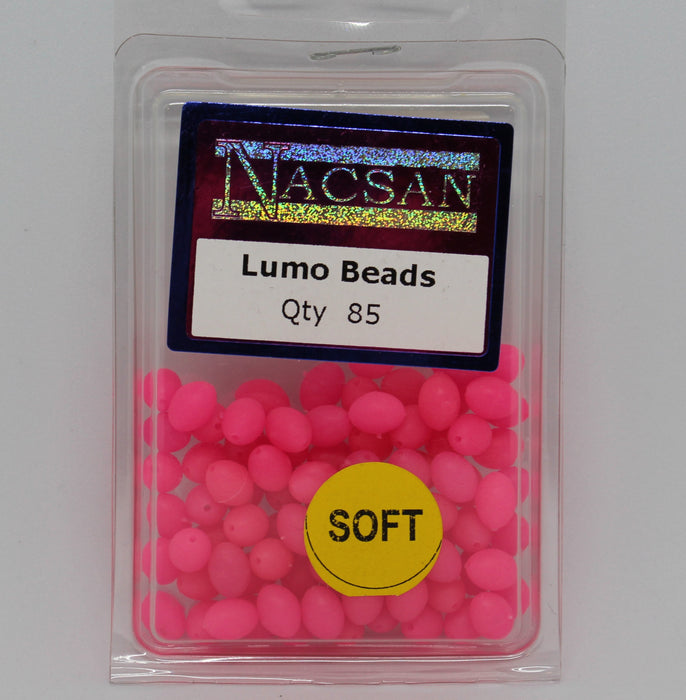 NACSAN
Lumo Beads
Qty 85
SOFT